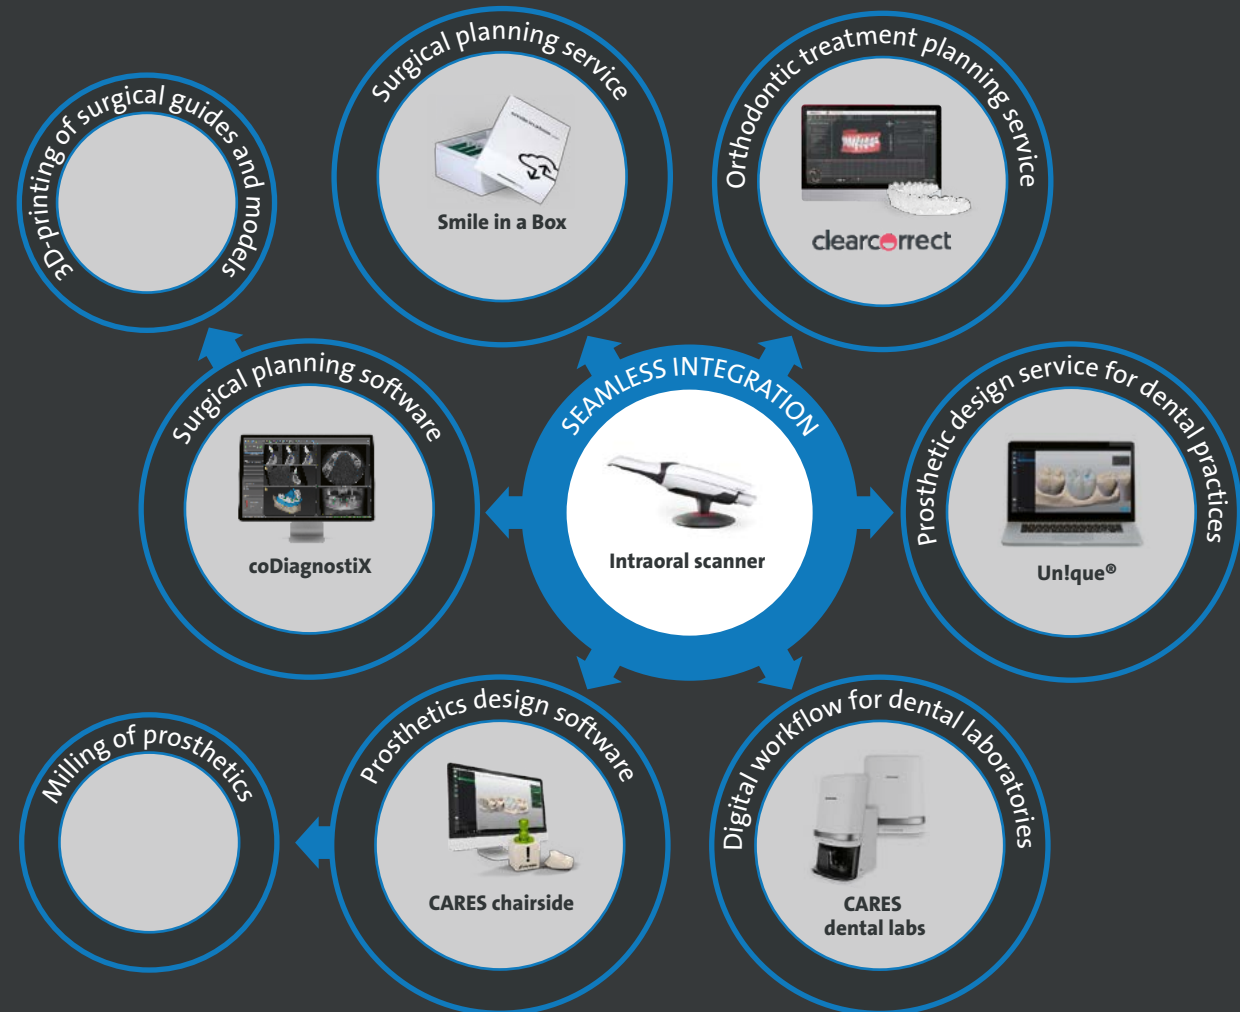 3D-printing of surgical guides and models
Surgical planning service
Smile in a Box
Orthodontic treatment planning service
clearcorrect
Surgical planning software
coDiagnostiX
SEAMLESS INTEGRATION
Intraoral scanner
Prosthetic design service for dental practices
Un!que®
Milling of prosthetics
Prosthetics design software
!
CARES chairside
Digital workflow for dental laboratories
CARES
dental labs